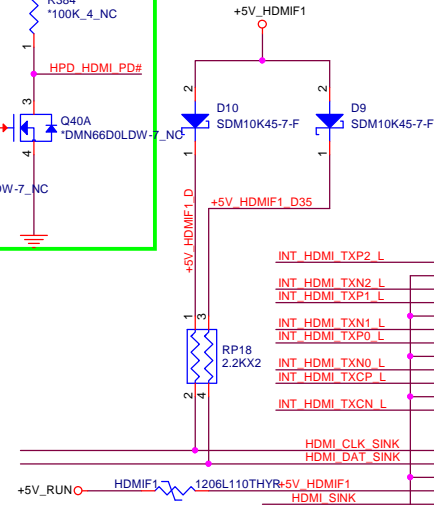 R384
*100K_4_NC
1
HPD_HDMI_PD#
3
Q40A
*DMN66D0LDW-7_NC
4
DW-7_NC
+5V_HDMIF1
2
D10
SDM10K45-7-F
1
2
D9
SDM10K45-7-F
1
+5V_HDMIF1_D
+5V_HDMIF1_D35
1
3
RP18
2.2KX2
2
4
INT_HDMI_TXP2_L
INT_HDMI_TXN2_L
INT_HDMI_TXP1_L
INT_HDMI_TXN1_L
INT_HDMI_TXP0_L
INT_HDMI_TXN0_L
INT_HDMI_TXCP_L
INT_HDMI_TXCN_L
HDMI_CLK_SINK
HDMI_DAT_SINK
+5V_RUN
HDMIF1
1206L110THYR
+5V_HDMIF1
HDMI_SINK